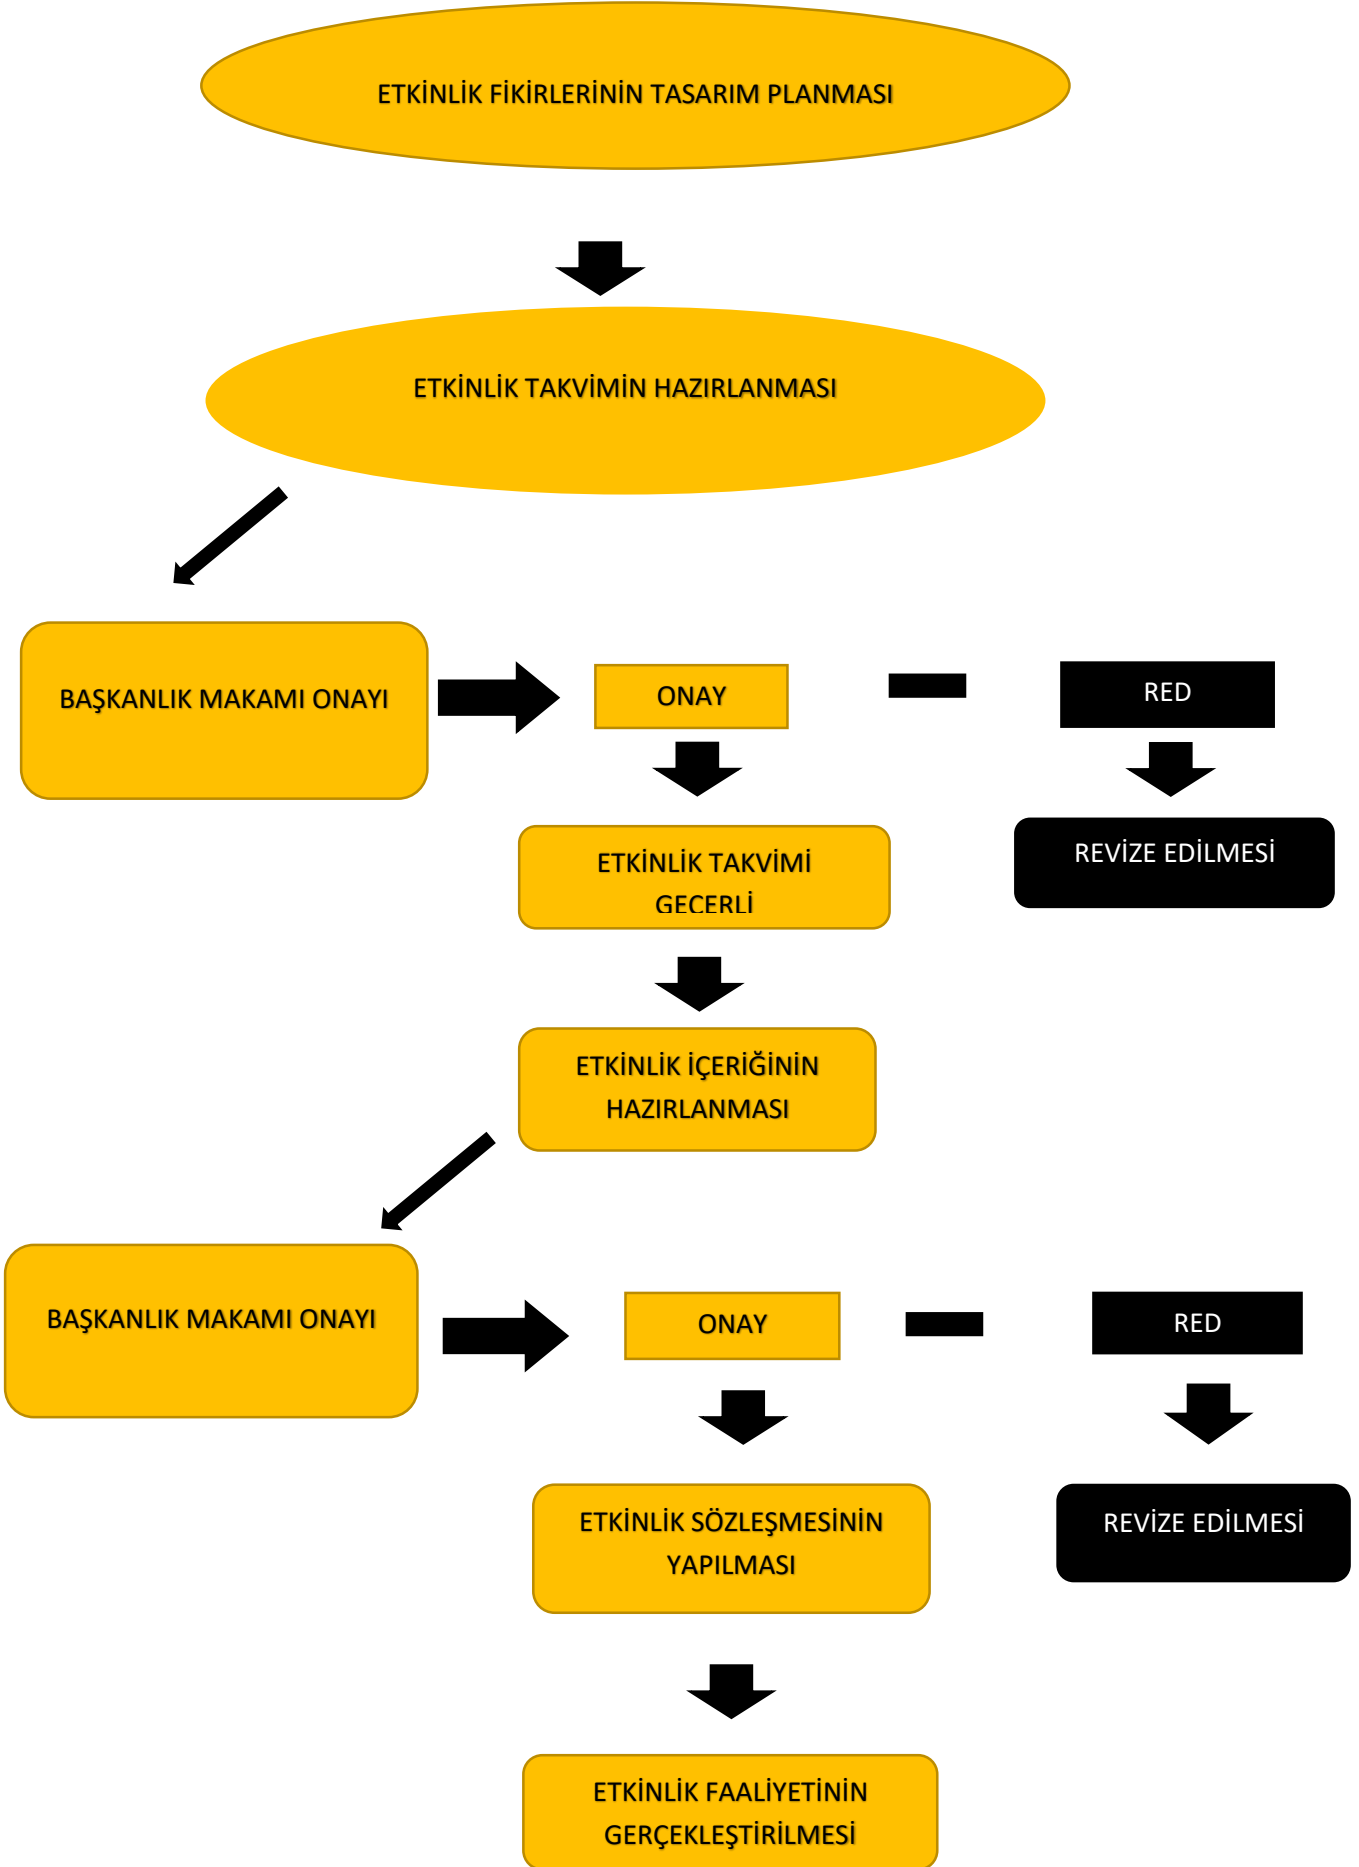 ETKİNLİK FİKİRLERİNİN TASARIM PLANMASI
ETKİNLİK TAKVİMİN HAZIRLANMASI
BAŞKANLIK MAKAMI ONAYI
ONAY
RED
ETKİNLİK TAKVİMİ
GEÇERLİ
REVİZE EDİLMESİ
ETKİNLİK İÇERİĞİNİN
HAZIRLANMASI
BAŞKANLIK MAKAMI ONAYI
ONAY
RED
ETKİNLİK SÖZLEŞMESİNİN
YAPILMASI
REVİZE EDİLMESİ
ETKİNLİK FAALİYETİNİN
GERÇEKLEŞTİRİLMESİ